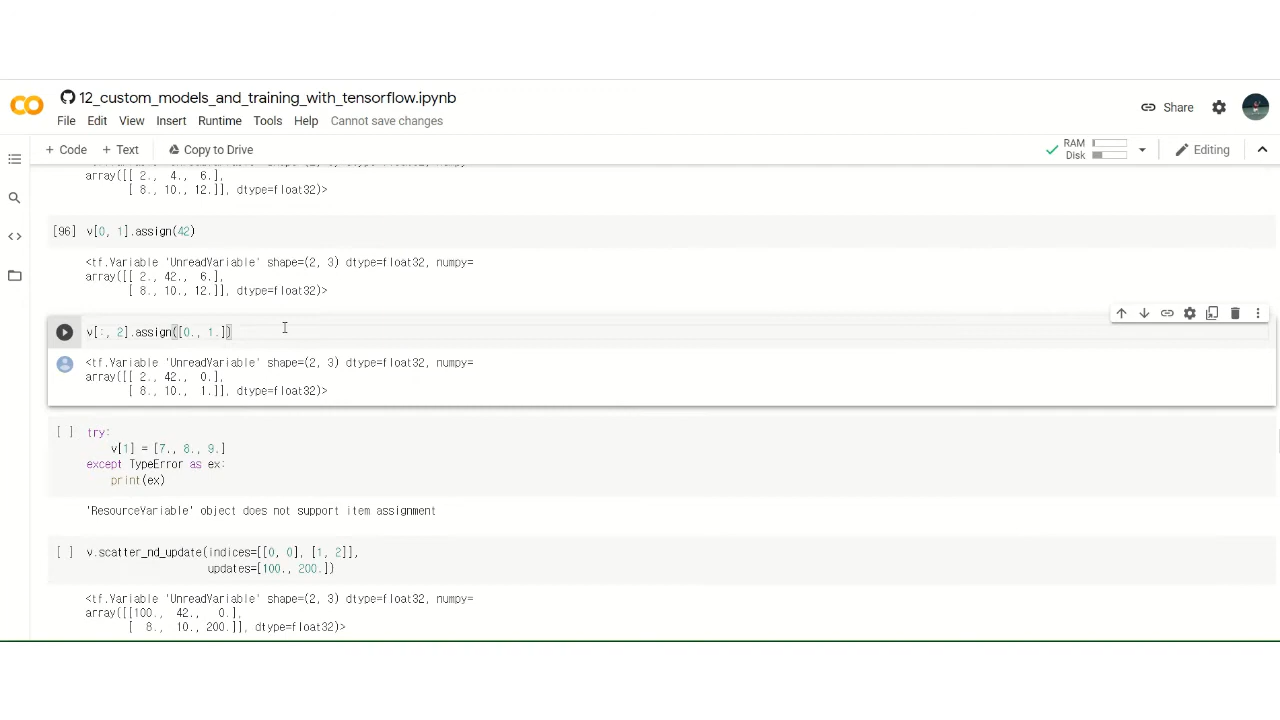 12_custom_models_and_training_with_tensorflow.ipynb
Share
File Edit View Insert Runtime Tools Help Cannot save changes
+ Code + Text Copy to Drive
RAM
Disk
Editing
array([[ 2., 4., 6.],
[ 8., 10., 12.]], dtype=float32)>
[96] v[0, 1].assign(42)
<tf.Variable 'UnreadVariable' shape=(2, 3) dtype=float32, numpy=
array([[ 2., 42., 6.],
[ 8., 10., 12.]], dtype=float32)>
v[:, 2].assign([0., 1.])
<tf.Variable 'UnreadVariable' shape=(2, 3) dtype=float32, numpy=
array([[ 2., 42., 0.],
[ 8., 10., 1.]], dtype=float32)>
[ ] try:
v[1] = [7., 8., 9.]
except TypeError as ex:
print(ex)
'ResourceVariable' object does not support item assignment
[ ] v.scatter_nd_update(indices=[[0, 0], [1, 2]],
updates=[100., 200.])
<tf.Variable 'UnreadVariable' shape=(2, 3) dtype=float32, numpy=
array([[100., 42., 0.],
[ 8., 10., 200.]], dtype=float32)>